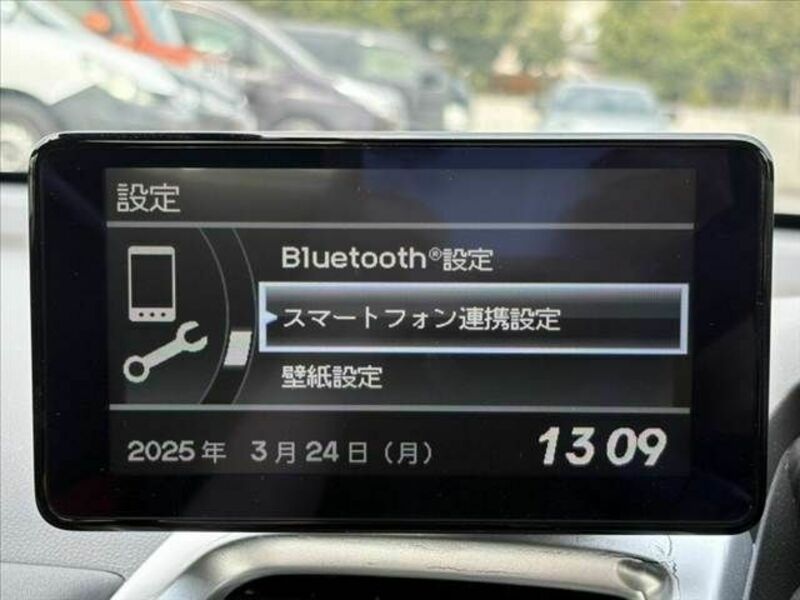 設定
Bluetooth®設定
スマートフォン連携設定
壁紙設定
2025年 3月24日(月) 13 09